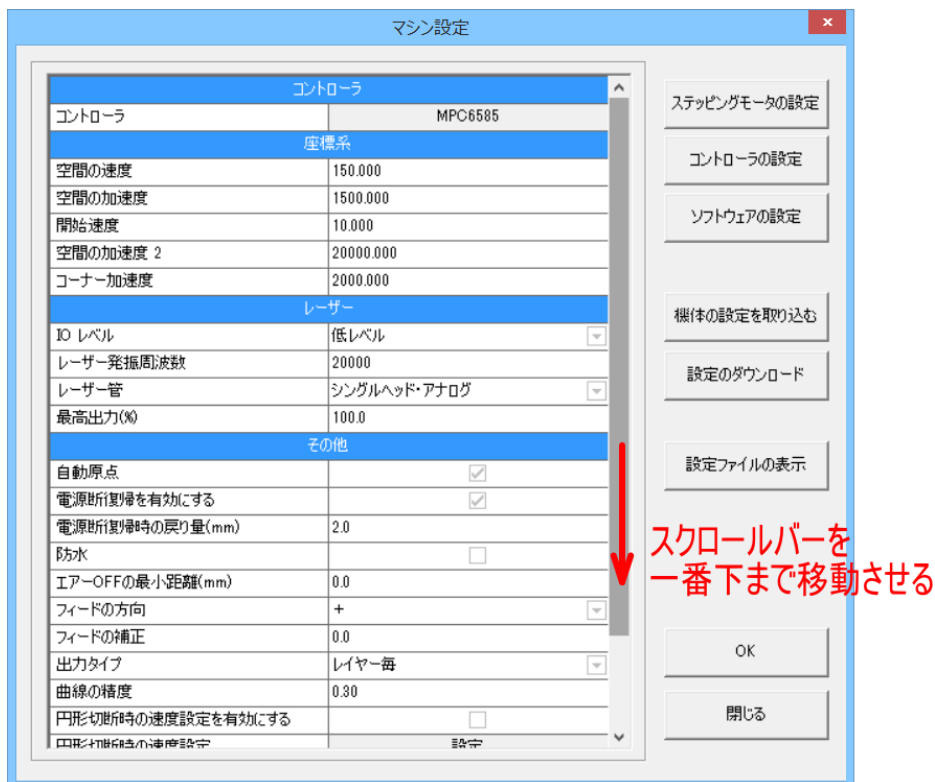 マシン設定
コントローラ
コントローラ MPC6585
座標系
空間の速度 150.000
空間の加速度 1500.000
開始速度 10.000
空間の加速度 2 20000.000
コーナー加速度 2000.000
レーザー
IO レベル 低レベル
レーザー発振周波数 20000
レーザー管 シングルヘッド・アナログ
最高出力(%) 100.0
その他
自動原点
電源断復帰を有効にする
電源断復帰時の戻り量(mm) 2.0
防水
エアーOFFの最小距離(mm) 0.0
フィードの方向 +
フィードの補正 0.0
出力タイプ レイヤー毎
曲線の精度 0.30
円形切断時の速度設定を有効にする
円形切断時の速度設定 設定
ステッピングモータの設定
コントローラの設定
ソフトウェアの設定
機体の設定を取り込む
設定のダウンロード
設定ファイルの表示
スクロールバーを
一番下まで移動させる
OK
閉じる